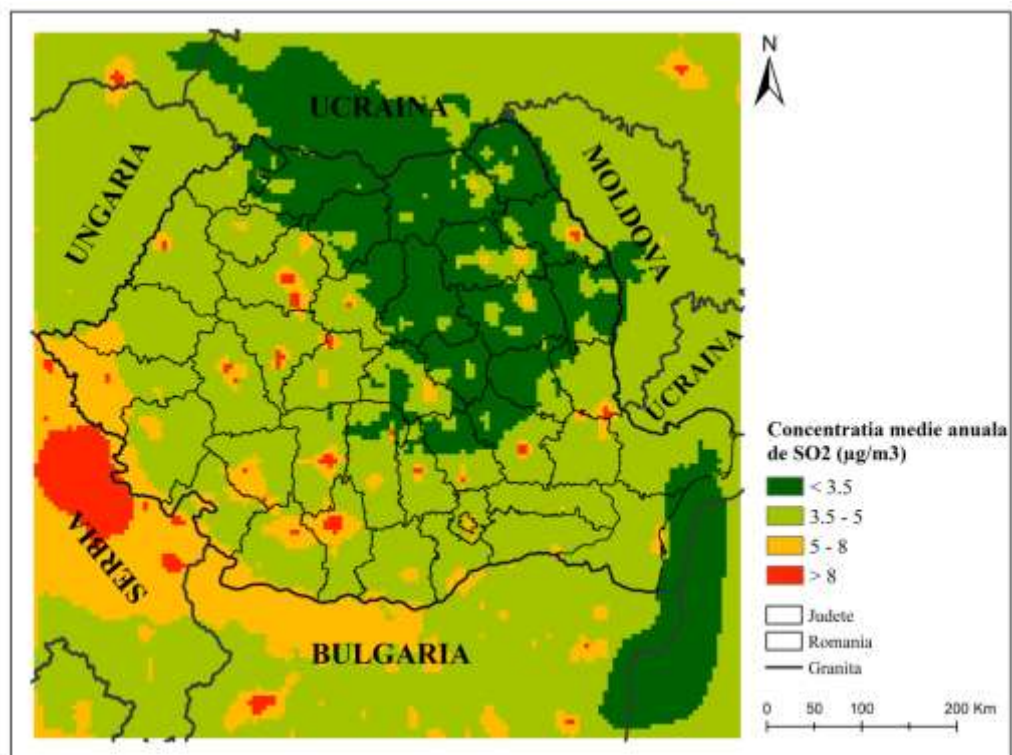 N
UCRAINA
UNGARIA
MOLDOVA
UCRAINA
SERBIA
BULGARIA
Concentratia medie anuala
de SO2 (µg/m3)
< 3.5
3.5 - 5
5 - 8
> 8
Judete
Romania
Granita
0 50 100 200 Km